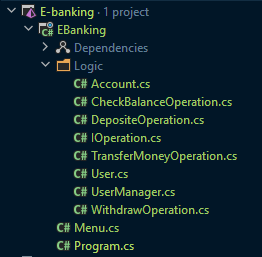 E-banking · 1 project
EBanking
Dependencies
Logic
C# Account.cs
C# CheckBalanceOperation.cs
C# DepositeOperation.cs
C# IOperation.cs
C# TransferMoneyOperation.cs
C# User.cs
C# UserManager.cs
C# WithdrawOperation.cs
C# Menu.cs
C# Program.cs